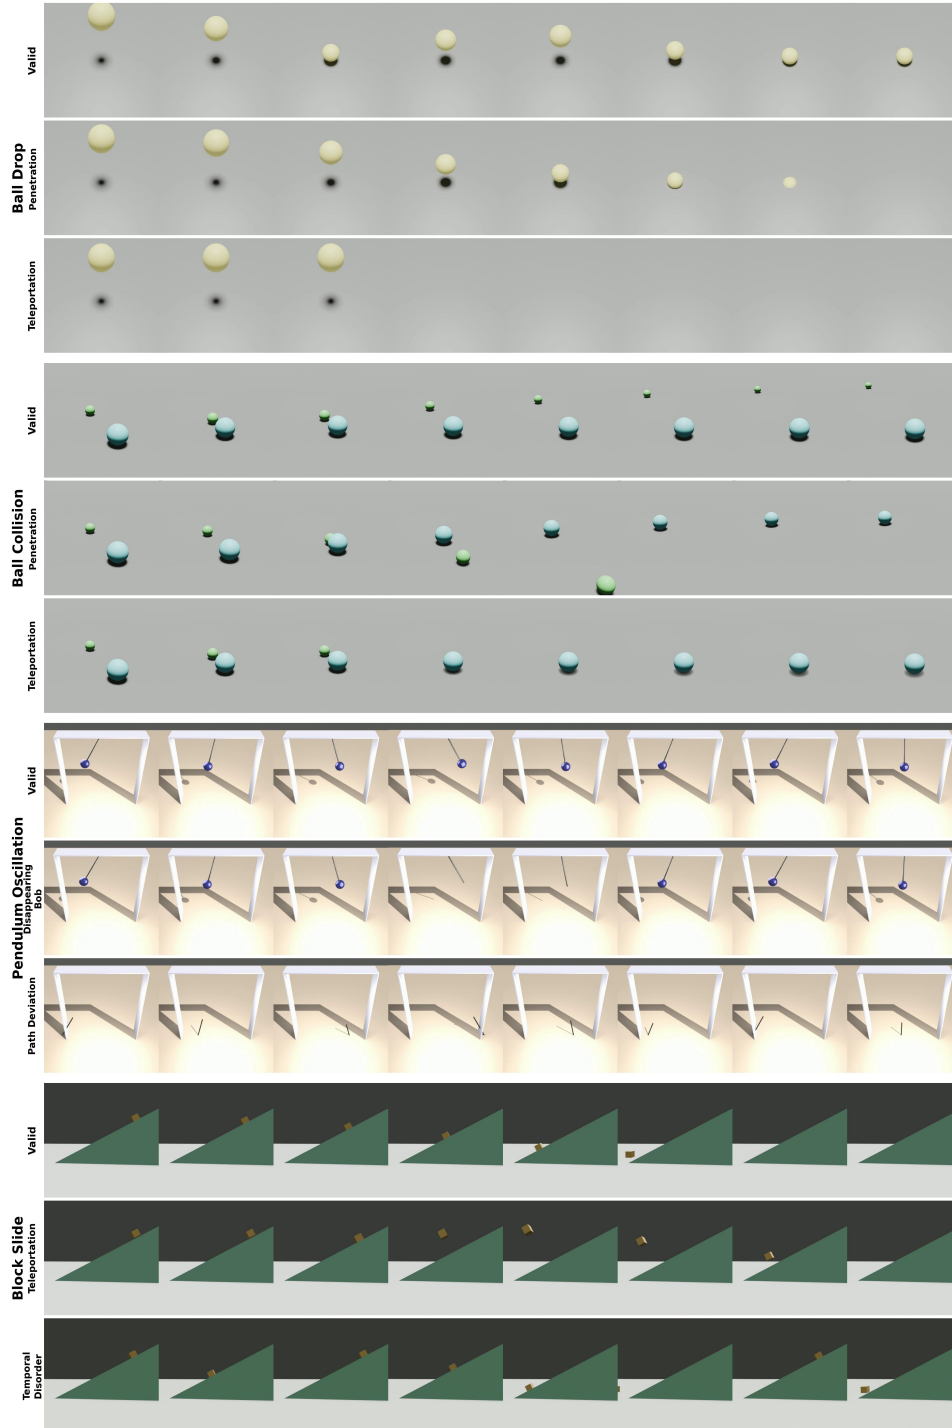 Ball Drop
Valid
Penetration
Teleportation
Ball Collision
Valid
Penetration
Teleportation
Pendulum Oscillation
Valid
Disappearing
Bob
Path Deviation
Block Slide
Valid
Teleportation
Temporal
Disorder